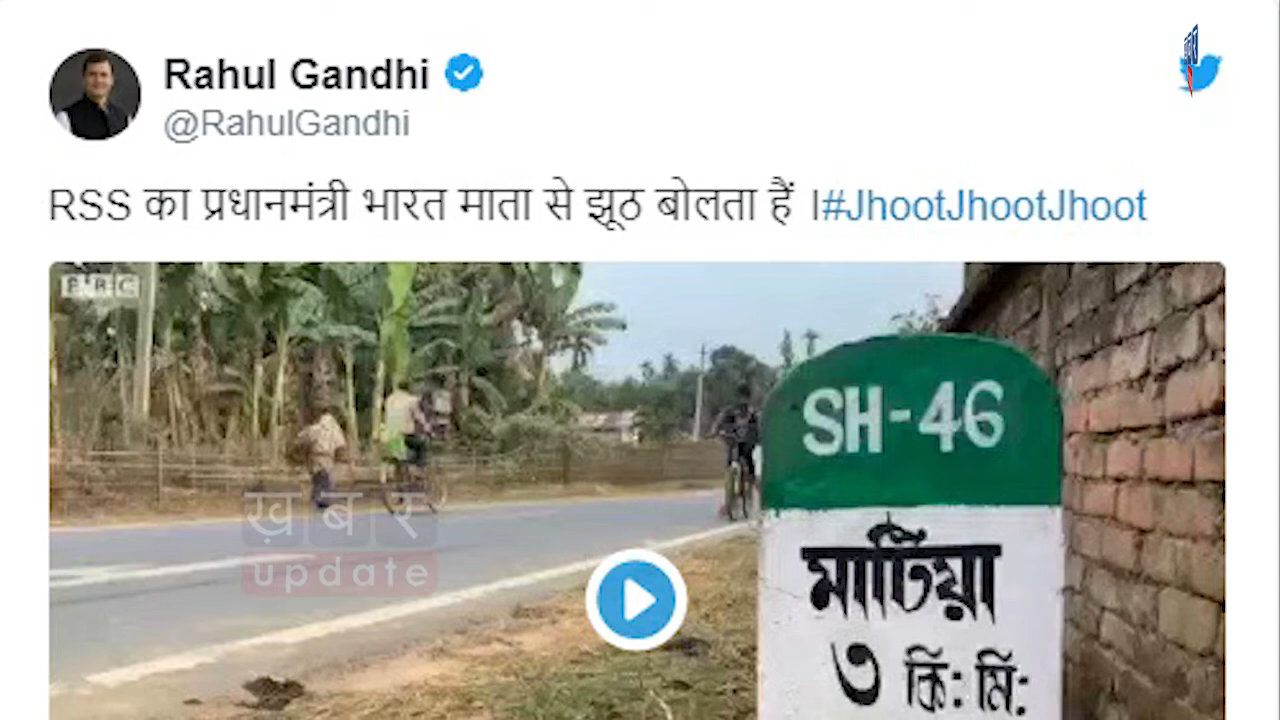 Rahul Gandhi
@RahulGandhi
RSS का प्रधानमंत्री भारत माता से झूठ बोलता हैं ।#JhootJhootJhoot
BBC
SH-46
মাটিয়া
৩ কি: মি:
ख़बर
update